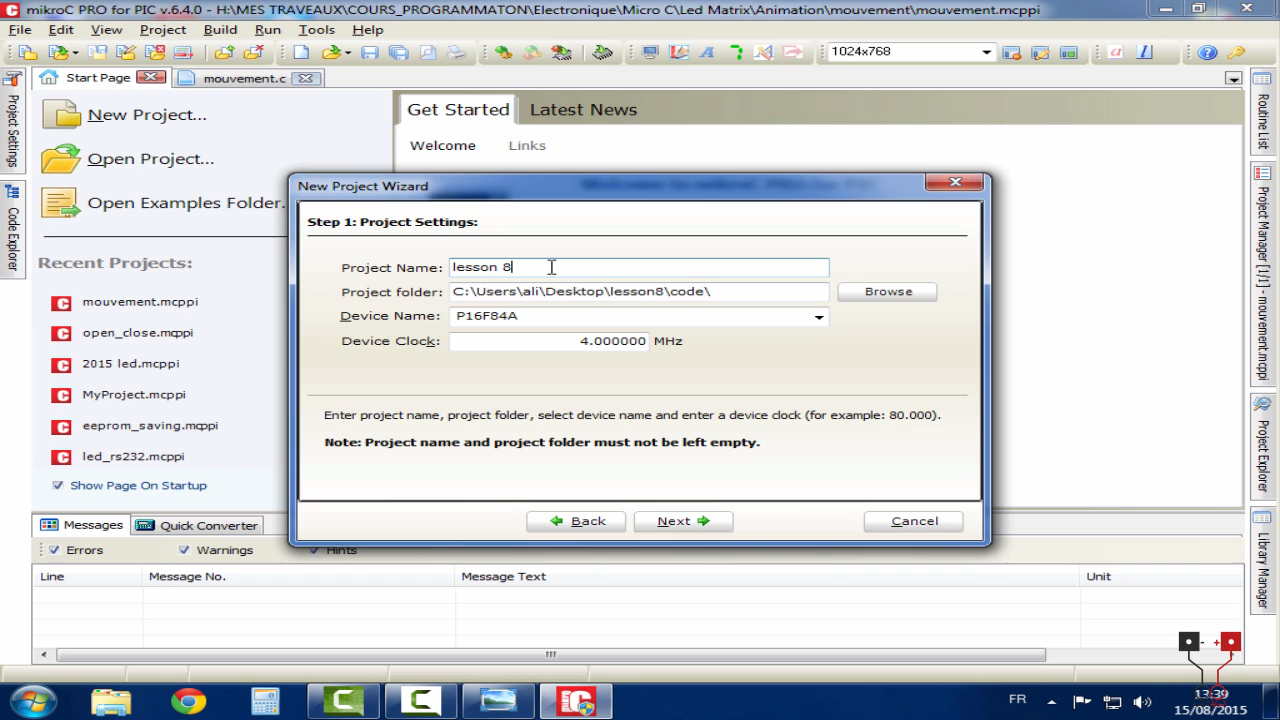 mikroC PRO for PIC v.6.4.0 - H:\MES TRAVEAUX\COURS_PROGRAMMATON\Electronique\Micro C\Led Matrix\Animation\mouvement\mouvement.mcppi
File Edit View Project Build Run Tools Help
1024x768
Start Page mouvement.c
Project Settings
Code Explorer
New Project...
Open Project...
Open Examples Folder.
Recent Projects:
mouvement.mcppi
open_close.mcppi
2015 led.mcppi
MyProject.mcppi
eeprom_saving.mcppi
led_rs232.mcppi
Show Page On Startup
Get Started Latest News
Welcome Links
New Project Wizard
Step 1: Project Settings:
Project Name: lesson 8
Project folder: C:\Users\ali\Desktop\lesson8\code\ Browse
Device Name: P16F84A
Device Clock: 4.000000 MHz
Enter project name, project folder, select device name and enter a device clock (for example: 80.000).
Note: Project name and project folder must not be left empty.
Back Next Cancel
Routine List
Project Manager [1/1] - mouvement.mcppi
Project Explorer
Library Manager
Messages Quick Converter
Errors Warnings Hints
Line Message No. Message Text Unit
FR
13:39
15/08/2015